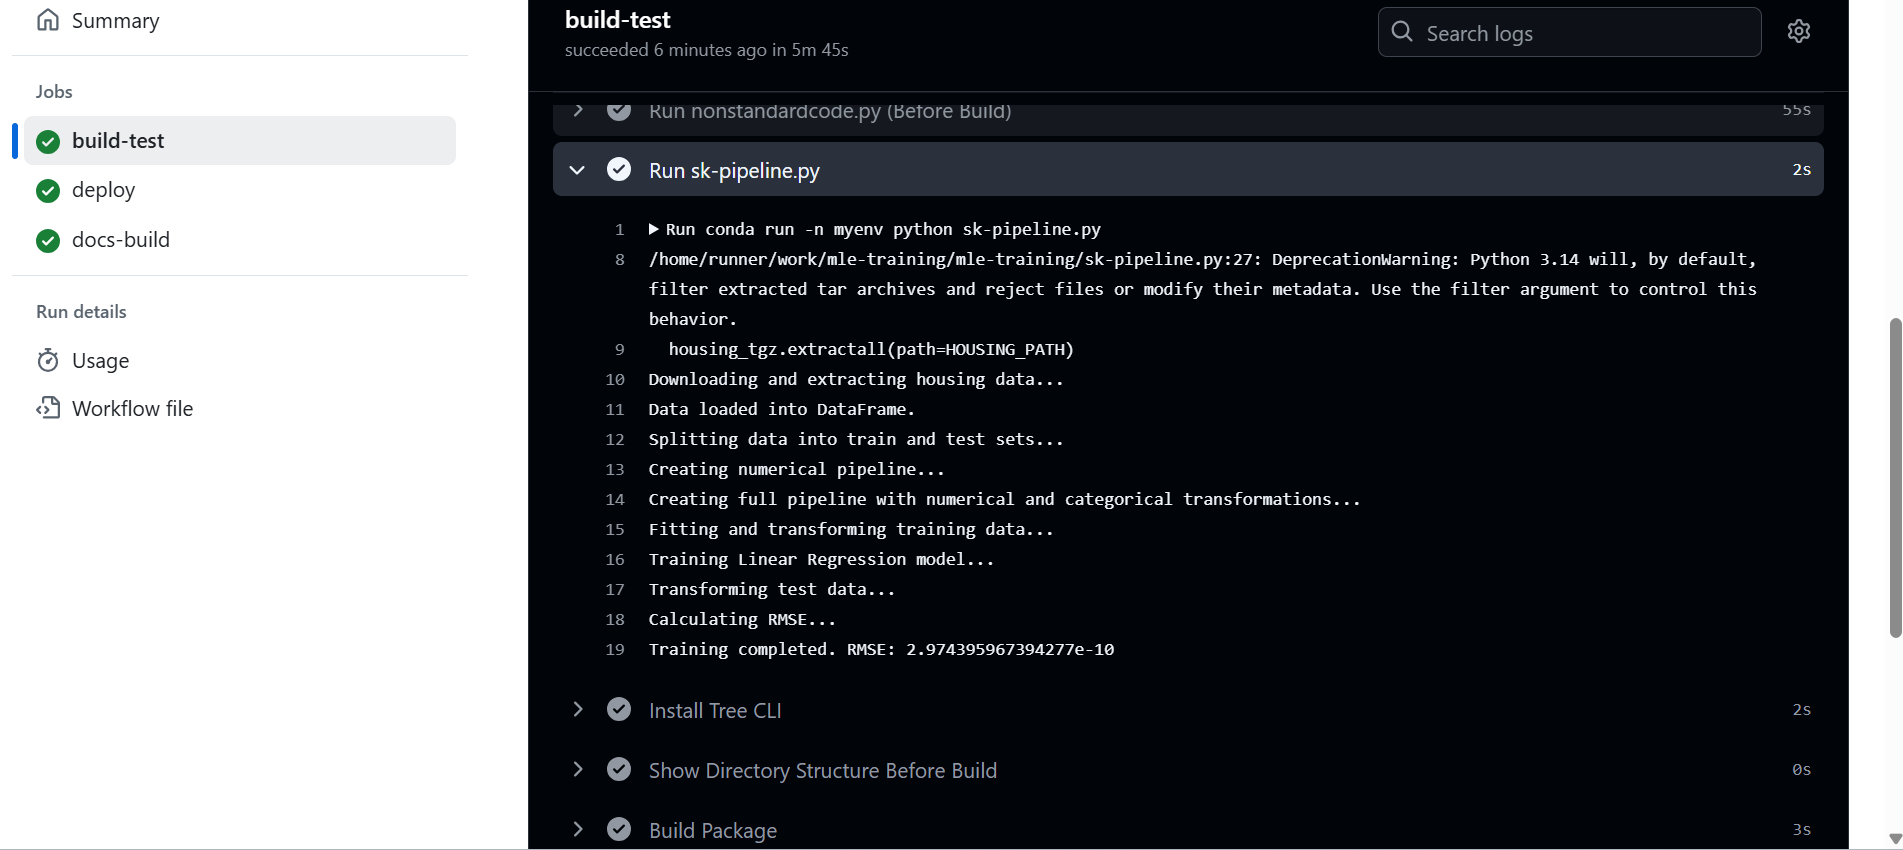 Summary
Jobs
build-test
deploy
docs-build
Run details
Usage
Workflow file
build-test
succeeded 6 minutes ago in 5m 45s
Search logs
Run nonstandardcode.py (Before Build) 55s
Run sk-pipeline.py 2s
1 Run conda run -n myenv python sk-pipeline.py
8 /home/runner/work/mle-training/mle-training/sk-pipeline.py:27: DeprecationWarning: Python 3.14 will, by default,
filter extracted tar archives and reject files or modify their metadata. Use the filter argument to control this
behavior.
9 housing_tgz.extractall(path=HOUSING_PATH)
10 Downloading and extracting housing data...
11 Data loaded into DataFrame.
12 Splitting data into train and test sets...
13 Creating numerical pipeline...
14 Creating full pipeline with numerical and categorical transformations...
15 Fitting and transforming training data...
16 Training Linear Regression model...
17 Transforming test data...
18 Calculating RMSE...
19 Training completed. RMSE: 2.974395967394277e-10
Install Tree CLI 2s
Show Directory Structure Before Build 0s
Build Package 3s